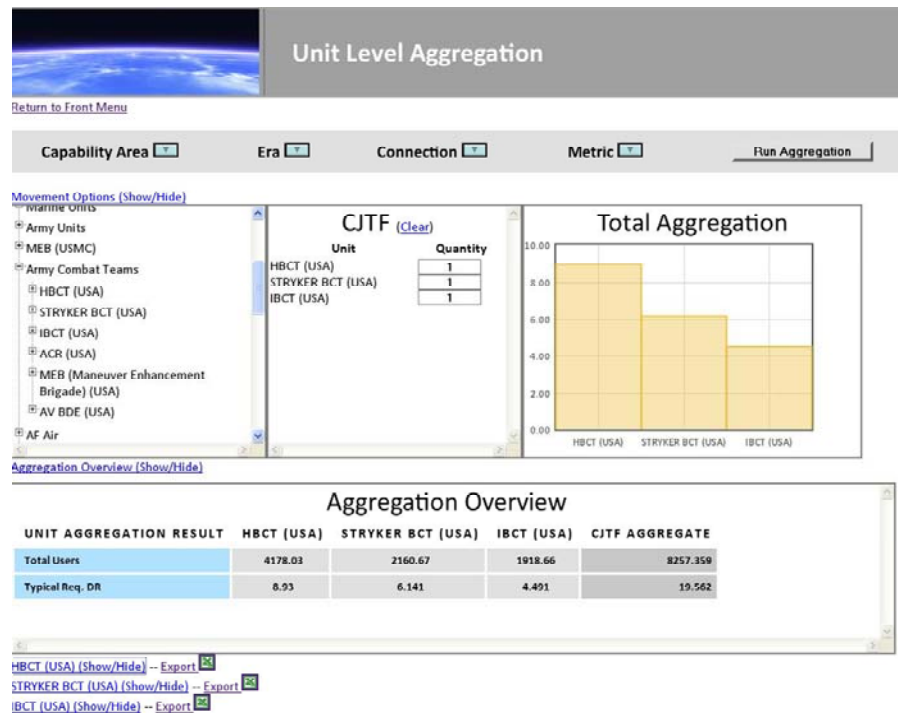 Unit Level Aggregation
Return to Front Menu
Capability Area Era Connection Metric Run Aggregation
Movement Options (Show/Hide)
Marine Units
Army Units
MEB (USMC)
Army Combat Teams
HBCT (USA)
STRYKER BCT (USA)
IBCT (USA)
ACR (USA)
MEB (Maneuver Enhancement
Brigade) (USA)
AV BDE (USA)
AF Air
CJTF (Clear)
Unit Quantity
HBCT (USA) 1
STRYKER BCT (USA) 1
IBCT (USA) 1
Total Aggregation
10.00
8.00
6.00
4.00
2.00
0.00
HBCT (USA) STRYKER BCT (USA) IBCT (USA)
Aggregation Overview (Show/Hide)
Aggregation Overview
UNIT AGGREGATION RESULT HBCT (USA) STRYKER BCT (USA) IBCT (USA) CJTF AGGREGATE
Total Users 4178.03 2160.67 1918.66 8257.359
Typical Req. DR 8.93 6.141 4.491 19.562
HBCT (USA) (Show/Hide) -- Export
STRYKER BCT (USA) (Show/Hide) -- Export
IBCT (USA) (Show/Hide) -- Export